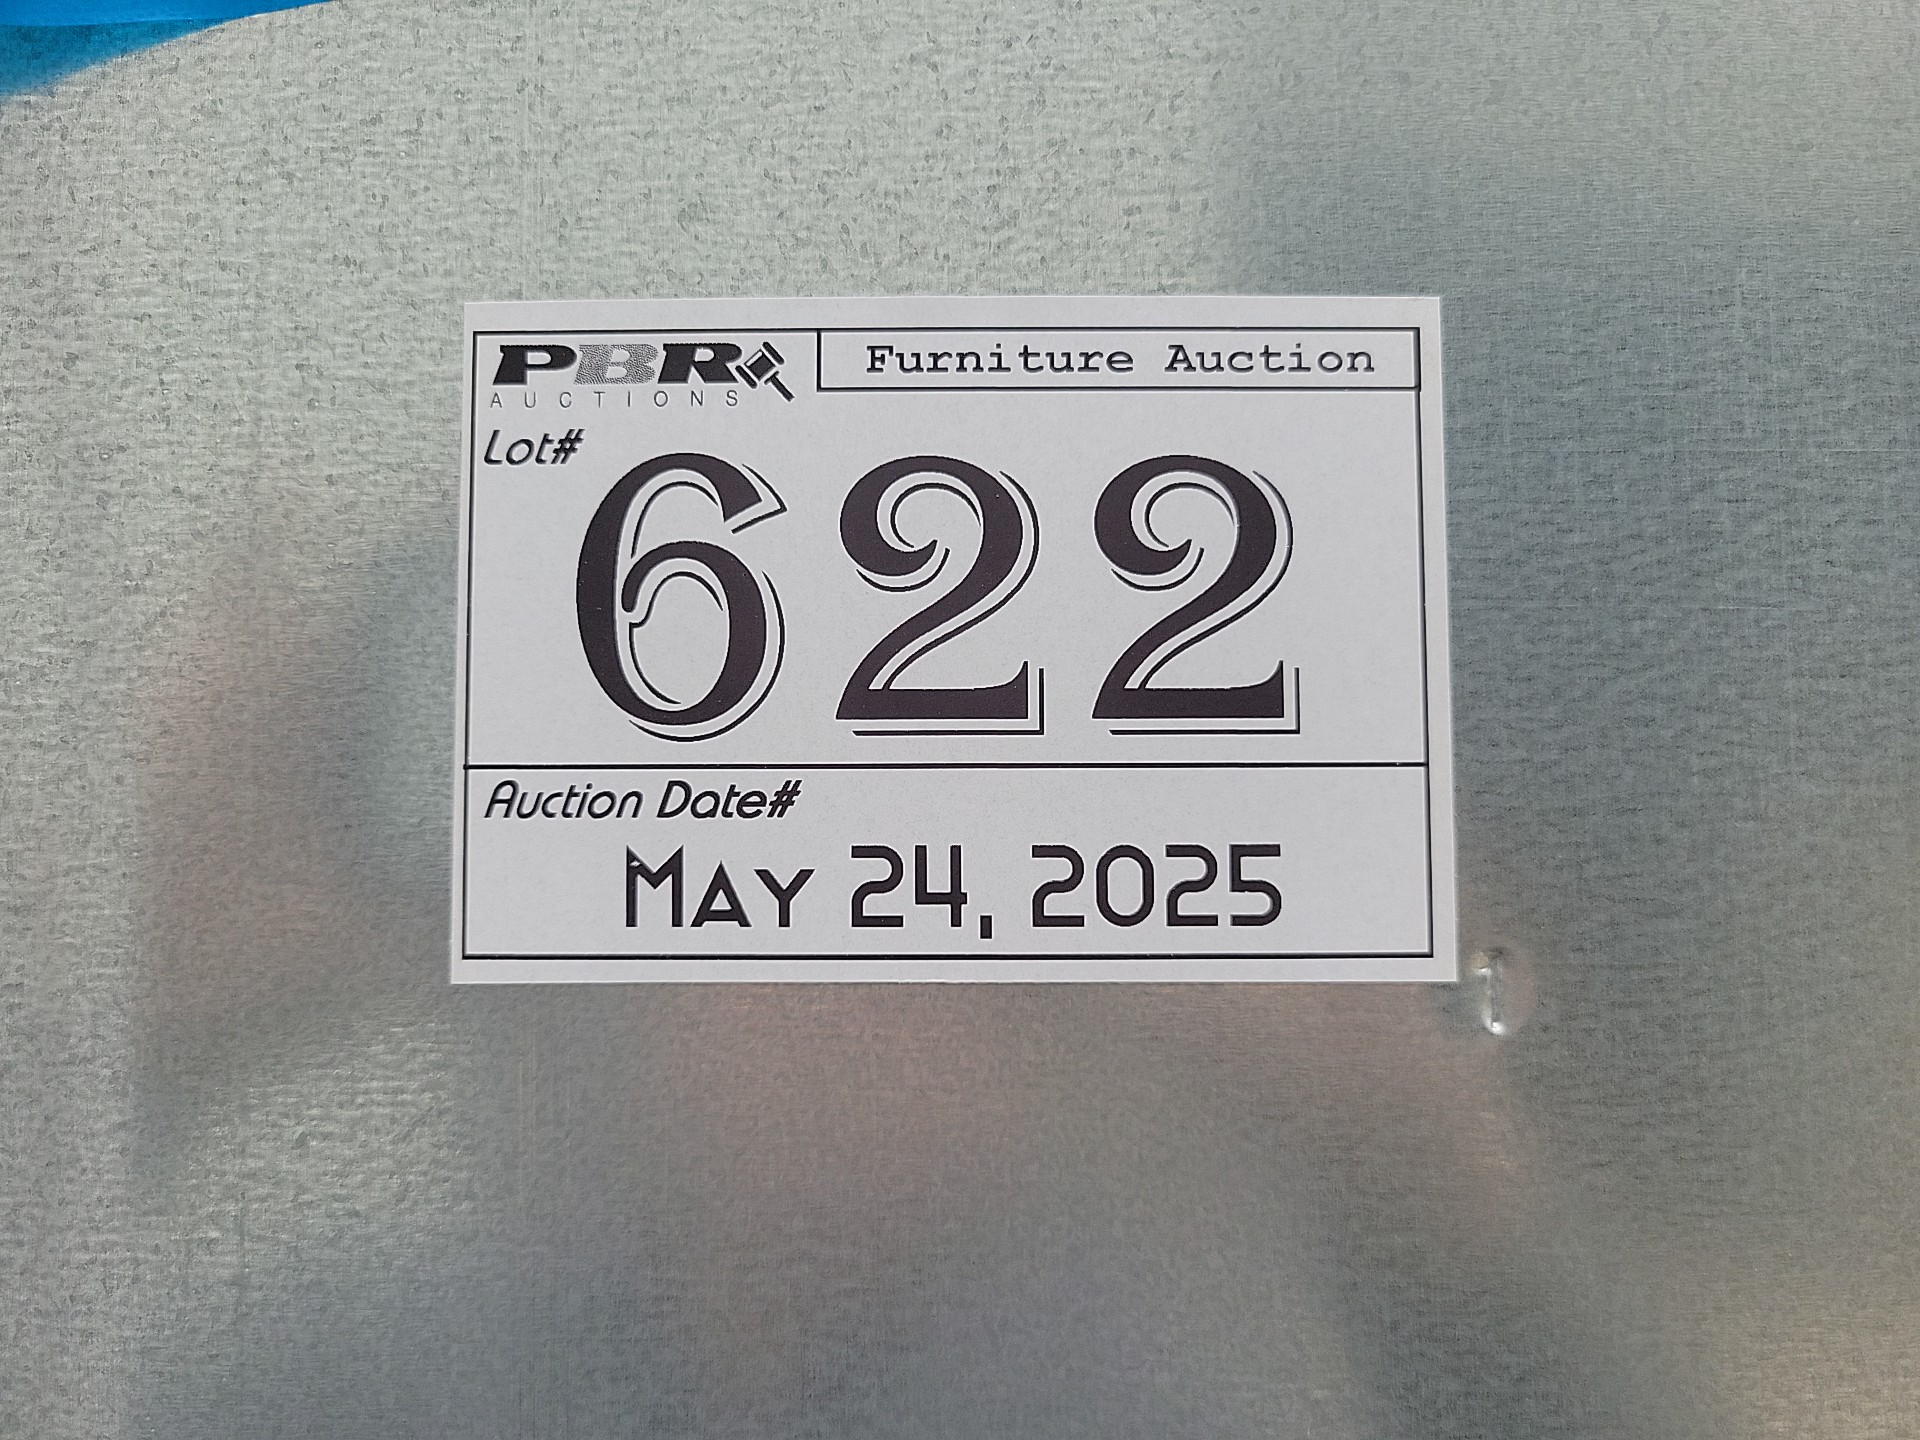 PBR
AUCTIONS
Furniture Auction
Lot#
622
Auction Date#
May 24, 2025